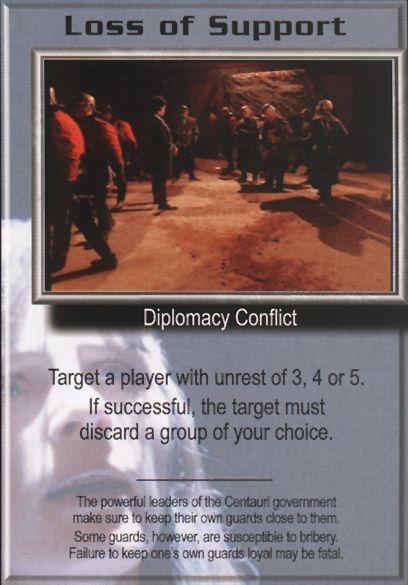 Loss of Support
Diplomacy Conflict
Target a player with unrest of 3, 4 or 5.
If successful, the target must
discard a group of your choice.
The powerful leaders of the Centauri government
make sure to keep their own guards close to them.
Some guards, however, are susceptible to bribery.
Failure to keep one's own guards loyal may be fatal.